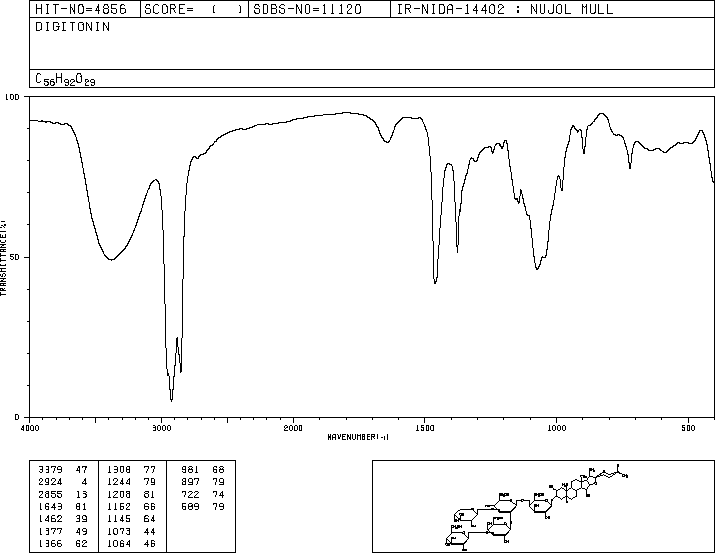 HIT-NO=4856 SCORE= ( ) SDBS-NO=11120 IR-NIDA-14402 : NUJOL MULL
DIGITONIN
C56H92O29
100
50
0
TRANSMITTANCE(%)
4000 3000 2000 1500 1000 500
WAVENUMBER(-1)
3379 47 1308 77 981 68
2924 4 1244 79 897 79
2855 13 1208 81 722 74
1643 81 1162 66 589 79
1462 39 1145 64
1377 49 1073 44
1366 62 1064 46